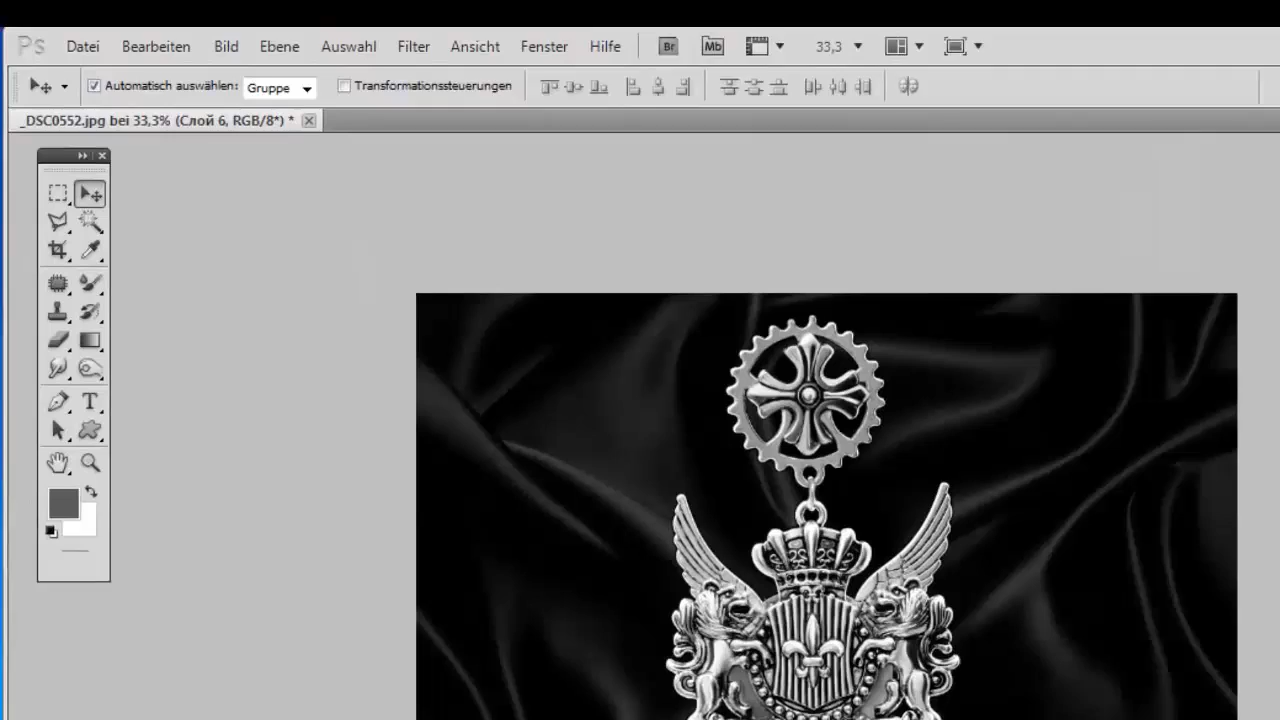 Ps Datei Bearbeiten Bild Ebene Auswahl Filter Ansicht Fenster Hilfe Br Mb 33,3
Automatisch auswählen: Gruppe Transformationssteuerungen
_DSC0552.jpg bei 33,3% (Слой 6, RGB/8*) *
T